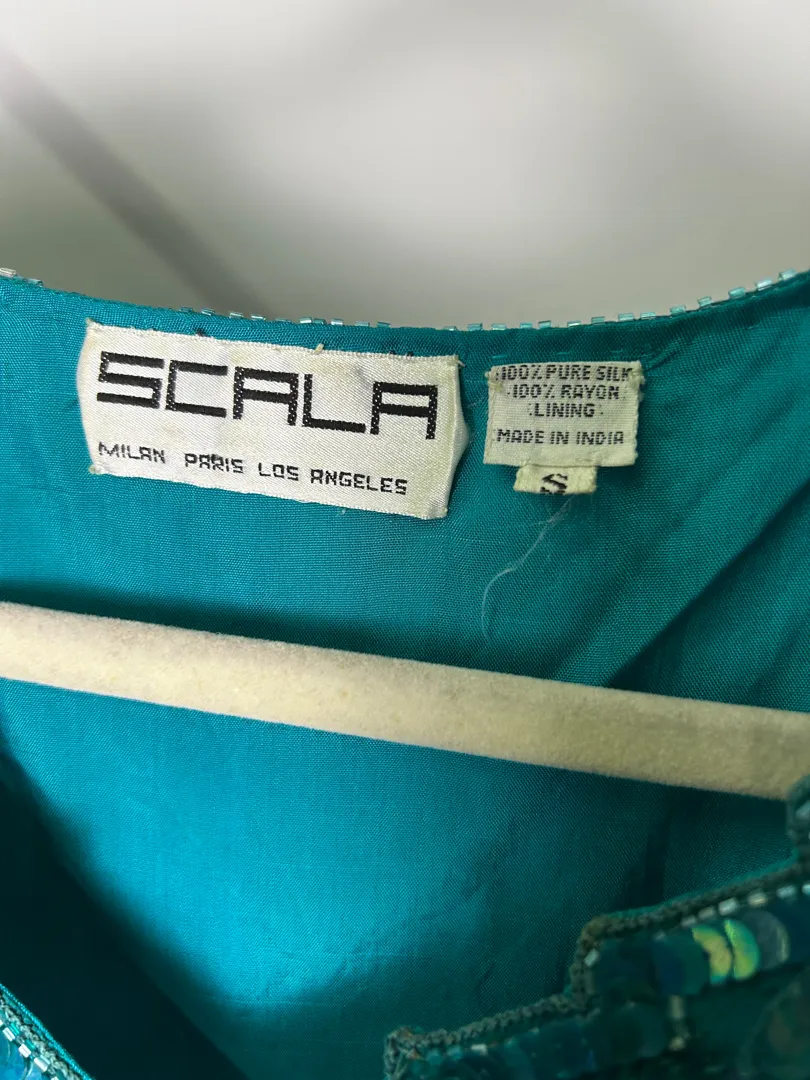 SCALA
MILAN PARIS LOS ANGELES
100% PURE SILK
100% RAYON
LINING
MADE IN INDIA
S